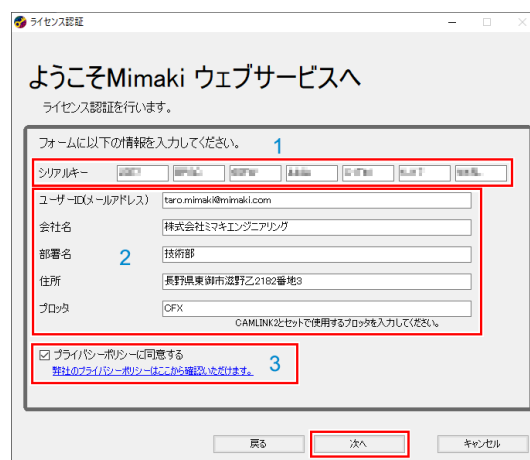 ライセンス認証
ようこそMimaki ウェブサービスへ
ライセンス認証を行います。
フォームに以下の情報を入力してください。
1
シリアルキー
ユーザーID(メールアドレス) taro.mimaki@mimaki.com
会社名 株式会社ミマキエンジニアリング
部署名 2 技術部
住所 長野県東御市滋野乙2182番地3
プロッタ CFX
CAMLINK2とセットで使用するプロッタを入力してください。
プライバシーポリシーに同意する
弊社のプライバシーポリシーはここから確認いただけます。 3
戻る 次へ キャンセル